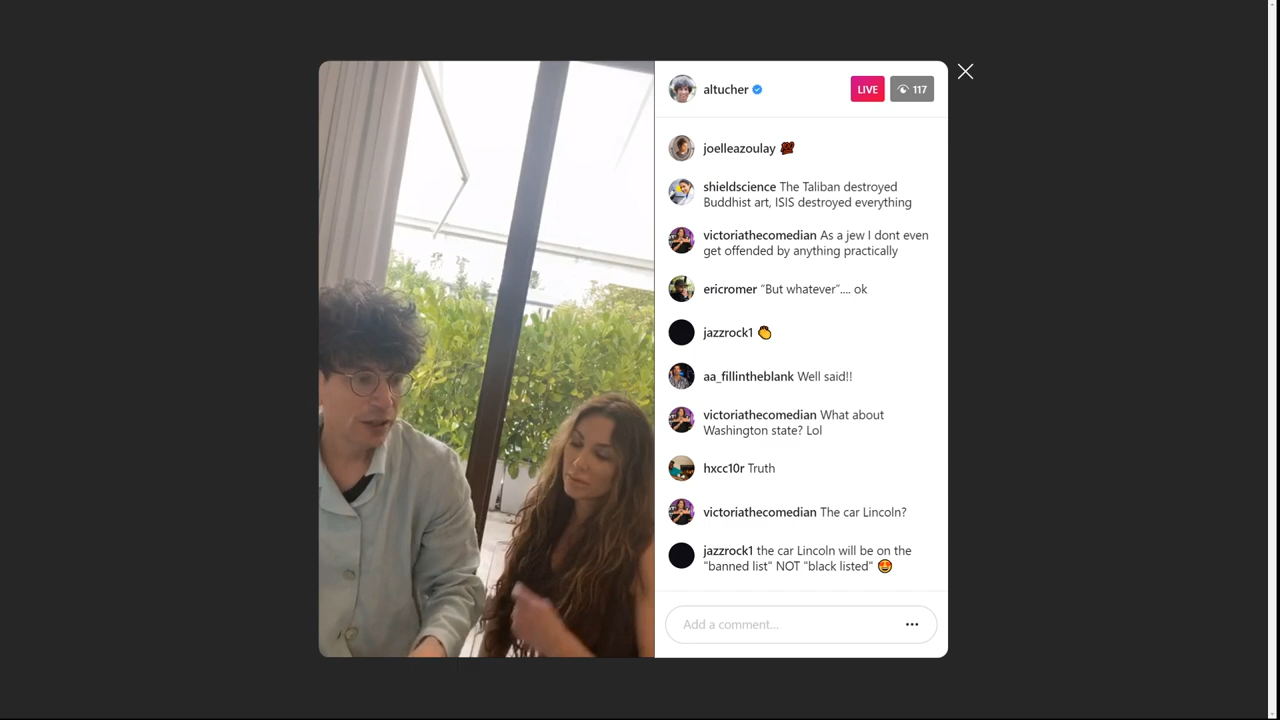 altucher
LIVE
117
joelleazoulay
shieldscience The Taliban destroyed
Buddhist art, ISIS destroyed everything
victoriathecomedian As a jew I dont even
get offended by anything practically
ericromer “But whatever”.... ok
jazzrock1
aa_fillintheblank Well said!!
victoriathecomedian What about
Washington state? Lol
hxcc10r Truth
victoriathecomedian The car Lincoln?
jazzrock1 the car Lincoln will be on the
"banned list" NOT "black listed"
Add a comment...